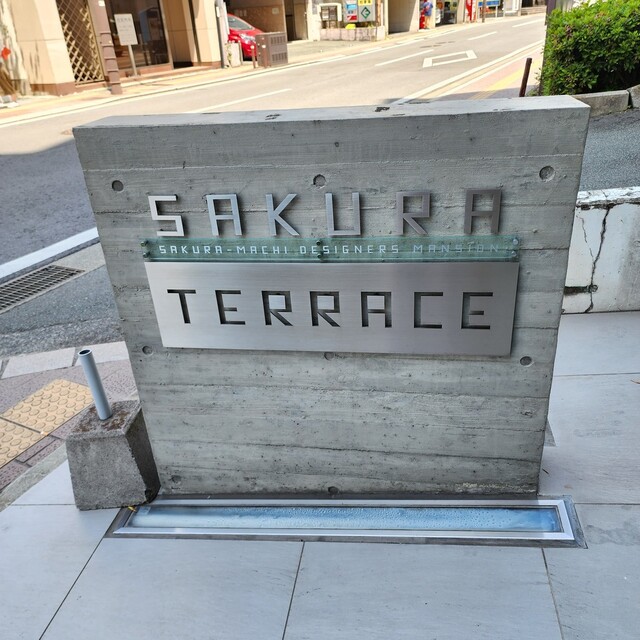 SAKURA
SAKURA-MACHI DESIGNERS MANSION
TERRACE